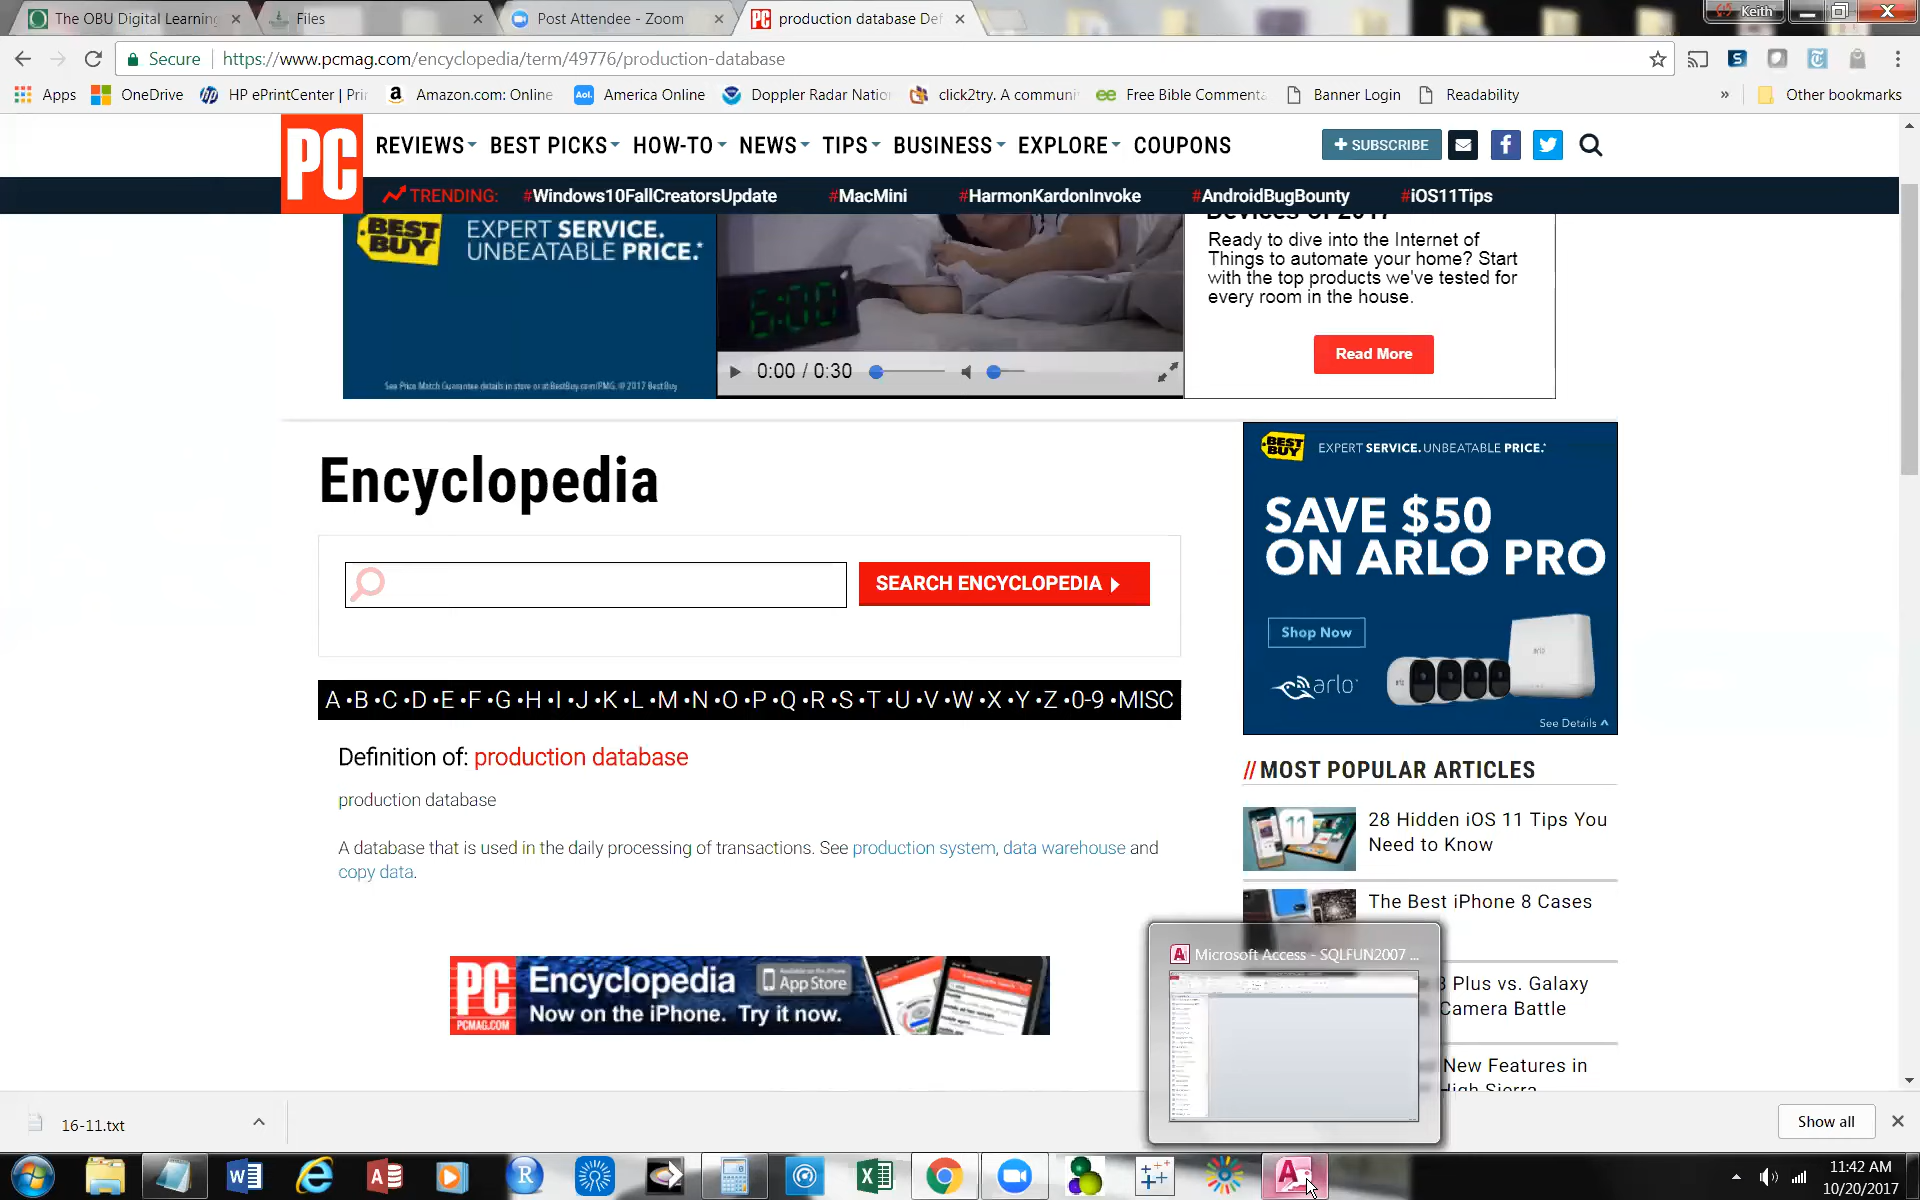 The OBU Digital Learning
Files
Post Attendee - Zoom
production database Def
Keith
Secure
https://www.pcmag.com/encyclopedia/term/49776/production-database
Apps
OneDrive
HP ePrintCenter | Pri
Amazon.com: Online
Aol.
America Online
Doppler Radar Natio
click2try. A communi
Free Bible Commenta
Banner Login
Readability
»
Other bookmarks
PC
REVIEWS
BEST PICKS
HOW-TO
NEWS
TIPS
BUSINESS
EXPLORE
COUPONS
+ SUBSCRIBE
TRENDING:
#Windows10FallCreatorsUpdate
#MacMini
#HarmonKardonInvoke
#AndroidBugBounty
#iOS11Tips
BEST BUY
EXPERT SERVICE.
UNBEATABLE PRICE.*
See Price Match Guarantee details in store or at BestBuy.com/PMG. © 2017 Best Buy
6:00
0:00 / 0:30
Devices of 2017
Ready to dive into the Internet of
Things to automate your home? Start
with the top products we've tested for
every room in the house.
Read More
Encyclopedia
SEARCH ENCYCLOPEDIA
A • B • C • D • E • F • G • H • I • J • K • L • M • N • O • P • Q • R • S • T • U • V • W • X • Y • Z • 0-9 • MISC
Definition of: production database
production database
A database that is used in the daily processing of transactions. See production system, data warehouse and
copy data.
PC
PCMAG.COM
Encyclopedia
Available on the iPhone
App Store
Now on the iPhone. Try it now.
BEST BUY
EXPERT SERVICE. UNBEATABLE PRICE.*
SAVE $50
ON ARLO PRO
Shop Now
arlo
See Details ^
// MOST POPULAR ARTICLES
11
28 Hidden iOS 11 Tips You
Need to Know
The Best iPhone 8 Cases
Plus vs. Galaxy
Camera Battle
New Features in
High Sierra
Microsoft Access - SQLFUN2007 ...
16-11.txt
Show all
11:42 AM
10/20/2017